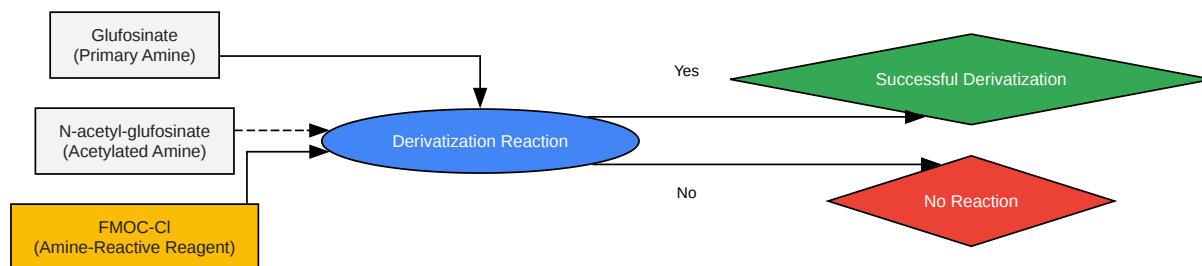 Glufosinate
(Primary Amine)
N-acetyl-glufosinate
(Acetylated Amine)
FMOC-Cl
(Amine-Reactive Reagent)
Derivatization Reaction
Yes
No
Successful Derivatization
No Reaction